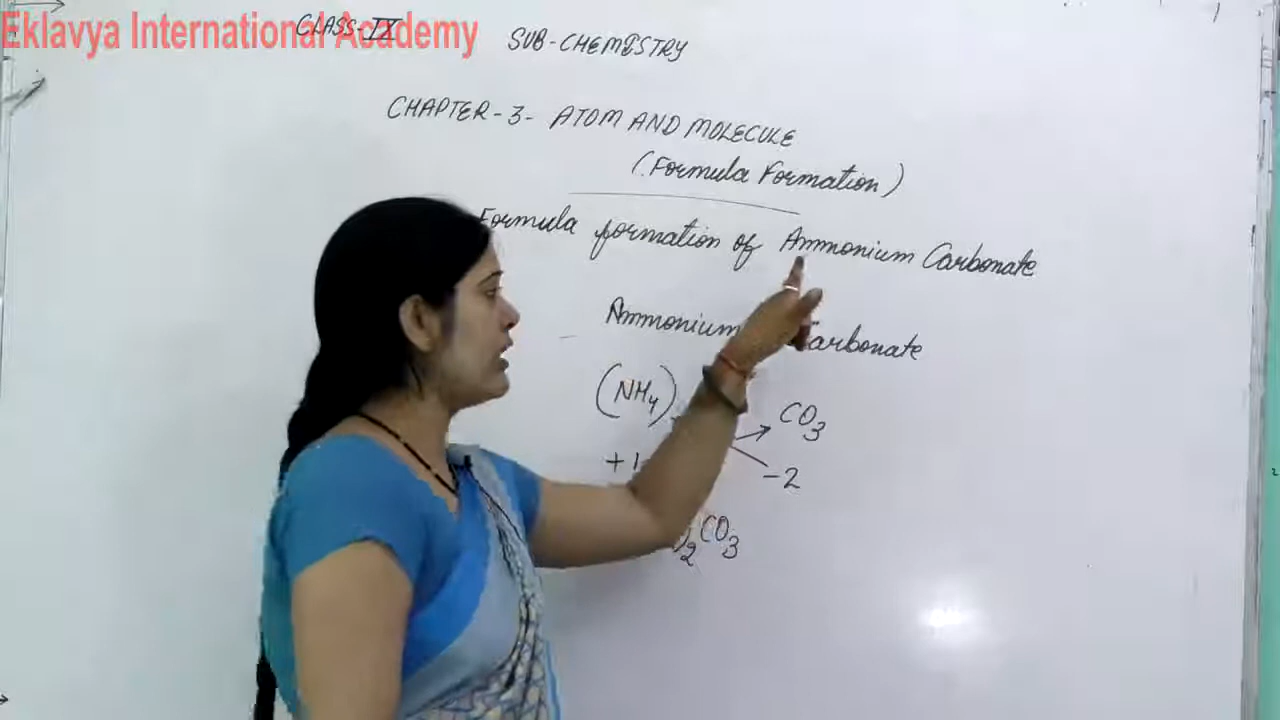 Eklavya International Academy
CLASS-IX
SUB-CHEMISTRY
CHAPTER-3- ATOM AND MOLECULE
(Formula Formation)
Formula formation of Ammonium Carbonate
Ammonium Carbonate
(NH4) CO3
+1 -2
)2CO3